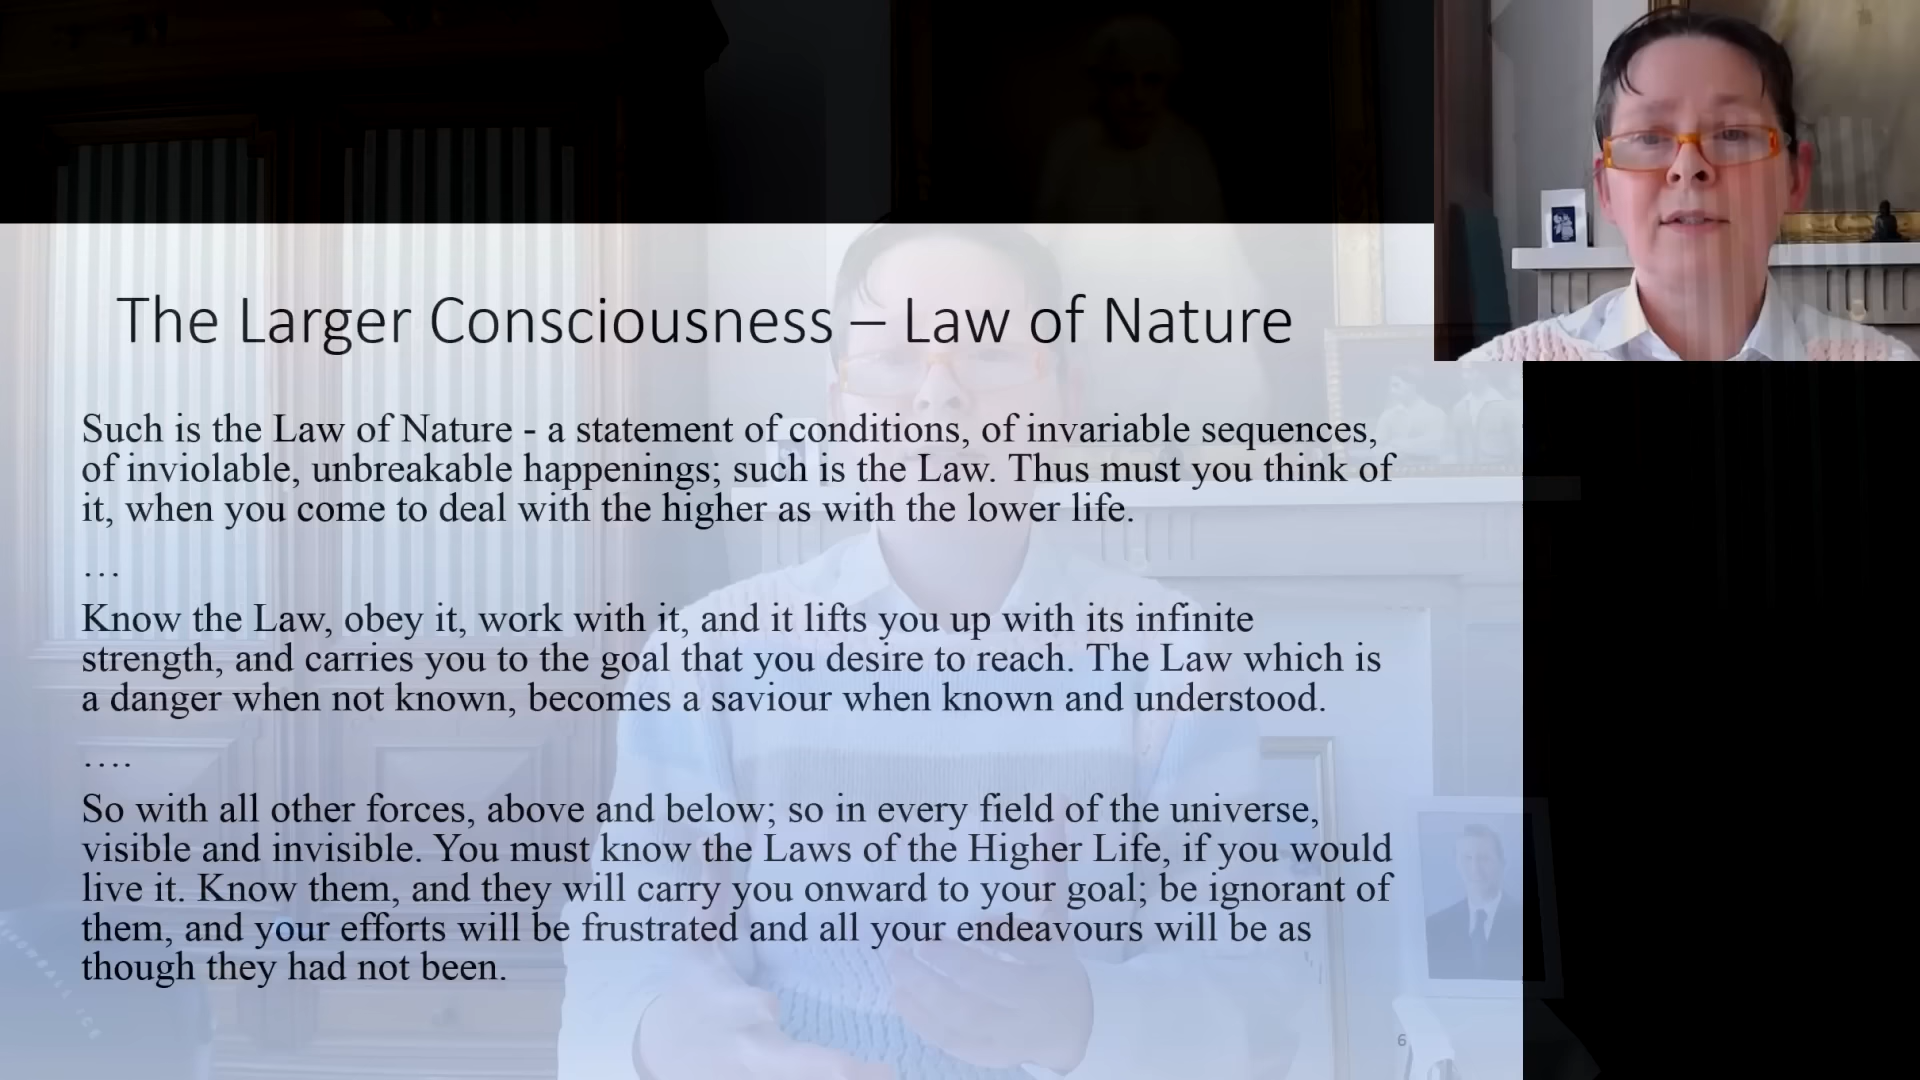 The Larger Consciousness – Law of Nature
Such is the Law of Nature - a statement of conditions, of invariable sequences,
of inviolable, unbreakable happenings; such is the Law. Thus must you think of
it, when you come to deal with the higher as with the lower life.
…
Know the Law, obey it, work with it, and it lifts you up with its infinite
strength, and carries you to the goal that you desire to reach. The Law which is
a danger when not known, becomes a saviour when known and understood.
….
So with all other forces, above and below; so in every field of the universe,
visible and invisible. You must know the Laws of the Higher Life, if you would
live it. Know them, and they will carry you onward to your goal; be ignorant of
them, and your efforts will be frustrated and all your endeavours will be as
though they had not been.
6